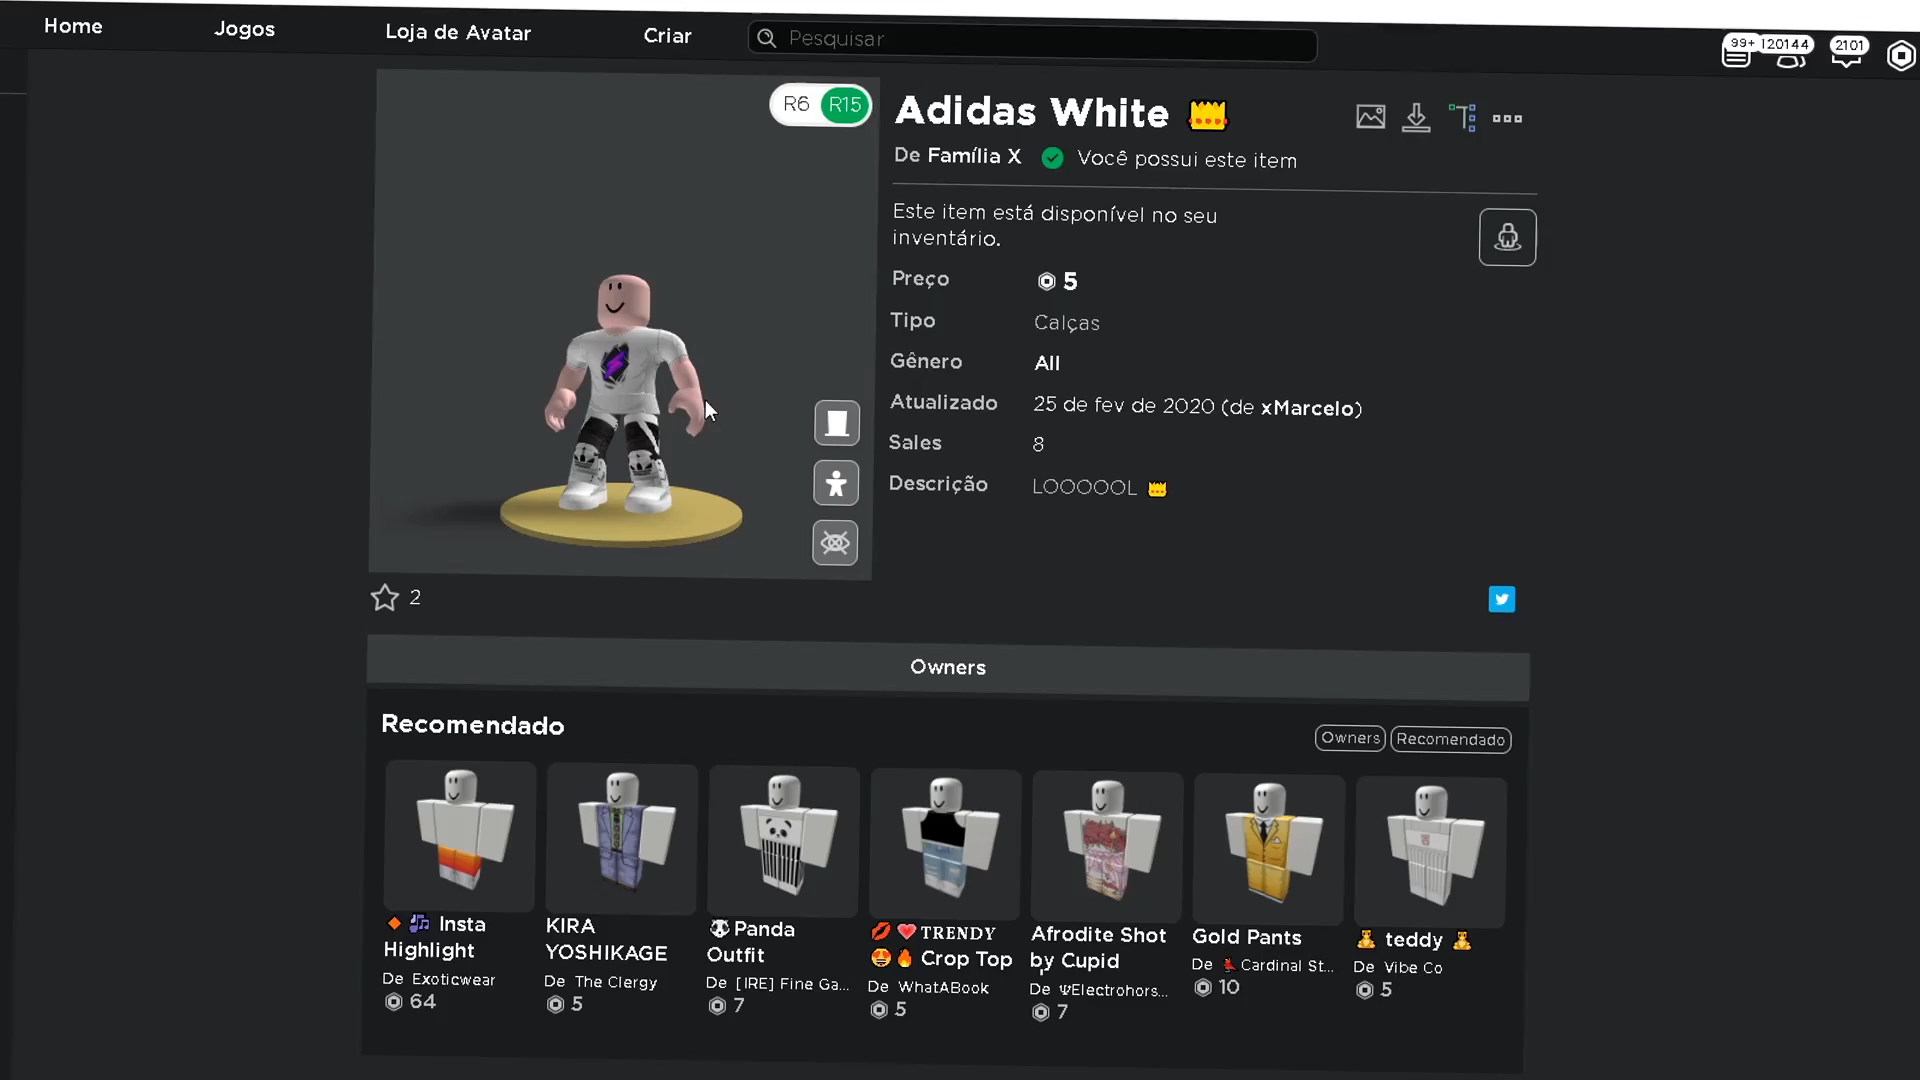 Home Jogos Loja de Avatar Criar Pesquisar 99+ 120144 2101
R6 R15
Adidas White
De Família X Você possui este item
Este item está disponível no seu
inventário.
Preço 5
Tipo Calças
Gênero All
Atualizado 25 de fev de 2020 (de xMarcelo)
Sales 8
Descrição LOOOOOL
2
Owners
Recomendado
Owners Recomendado
Insta
Highlight
De Exoticwear
64
KIRA
YOSHIKAGE
De The Clergy
5
Panda
Outfit
De [IRE] Fine Ga...
7
TRENDY
Crop Top
De WhatABook
5
Afrodite Shot
by Cupid
De ΨElectrohors...
7
Gold Pants
De Cardinal St...
10
teddy
De Vibe Co
5